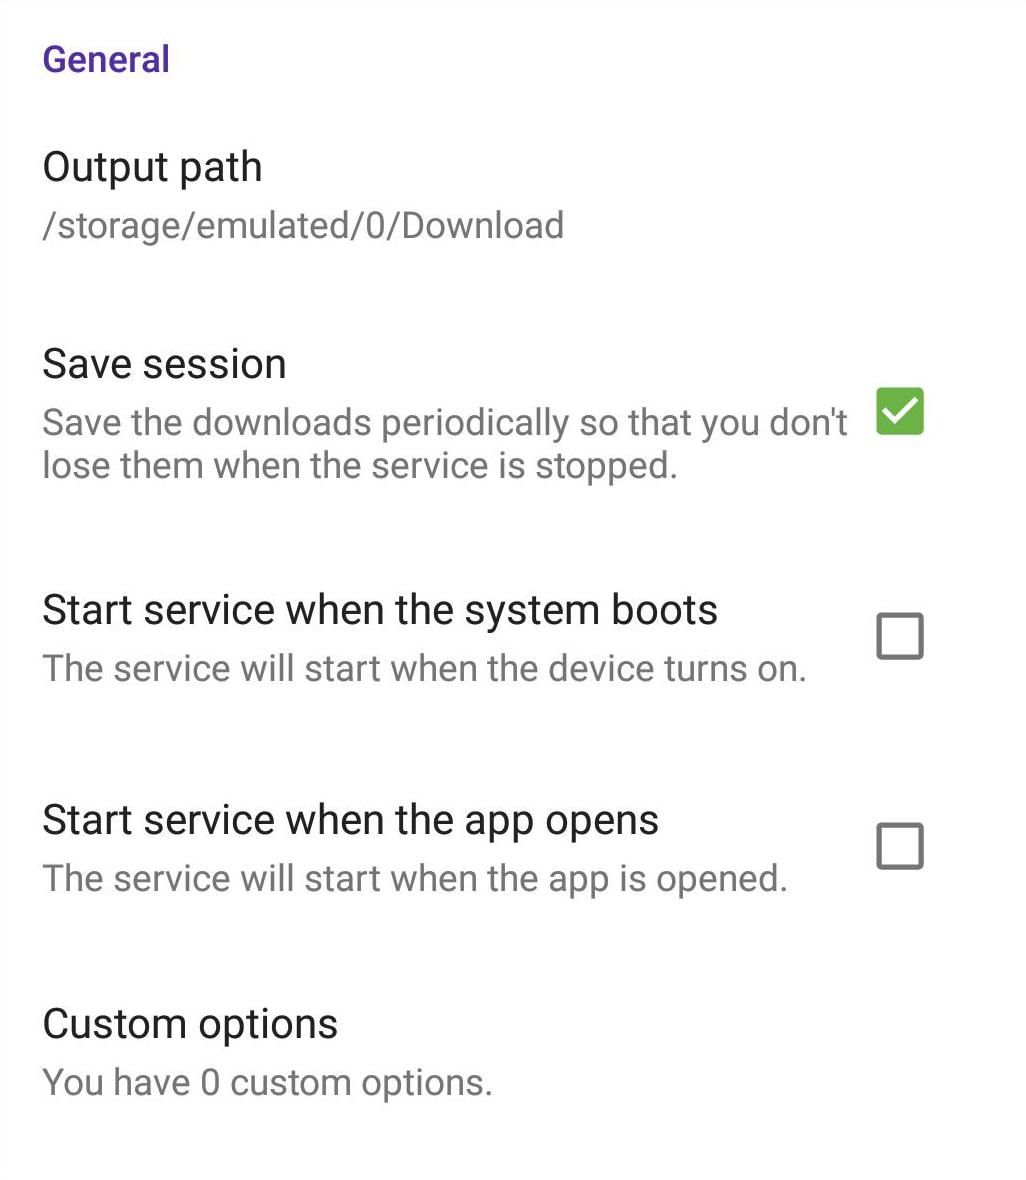 General
Output path
/storage/emulated/0/Download
Save session
Save the downloads periodically so that you don't
lose them when the service is stopped.
Start service when the system boots
The service will start when the device turns on.
Start service when the app opens
The service will start when the app is opened.
Custom options
You have 0 custom options.